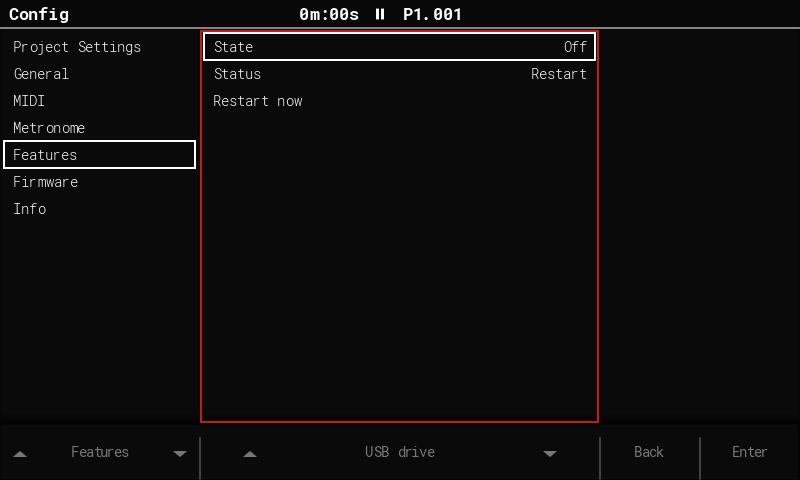 Config 0m:00s P1.001
Project Settings
General
MIDI
Metronome
Features
Firmware
Info
State Off
Status Restart
Restart now
Features USB drive Back Enter